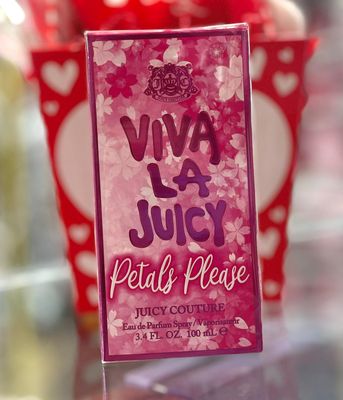 VIVA
LA
JUICY
Petals Please
JUICY COUTURE
Eau de Parfum Spray / Vaporisateur
3.4 FL. OZ. 100 mL ℮